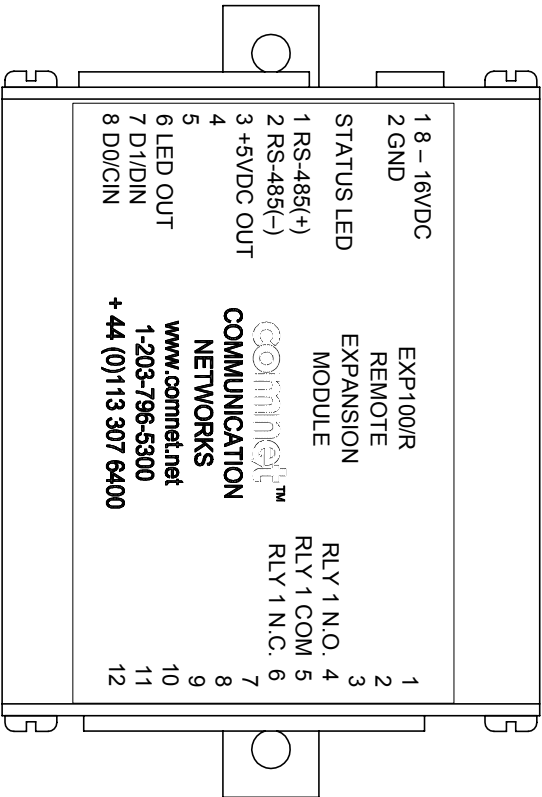 1 8 – 16VDC
2 GND
STATUS LED
1 RS-485(+)
2 RS-485(–)
3 +5VDC OUT
4
5
6 LED OUT
7 D1/DIN
8 D0/CIN
EXP100/R
REMOTE
EXPANSION
MODULE
comnet™
COMMUNICATION
NETWORKS
www.comnet.net
1-203-796-5300
+ 44 (0)113 307 6400
1
2
3
RLY 1 N.O. 4
RLY 1 COM 5
RLY 1 N.C. 6
7
8
9
10
11
12